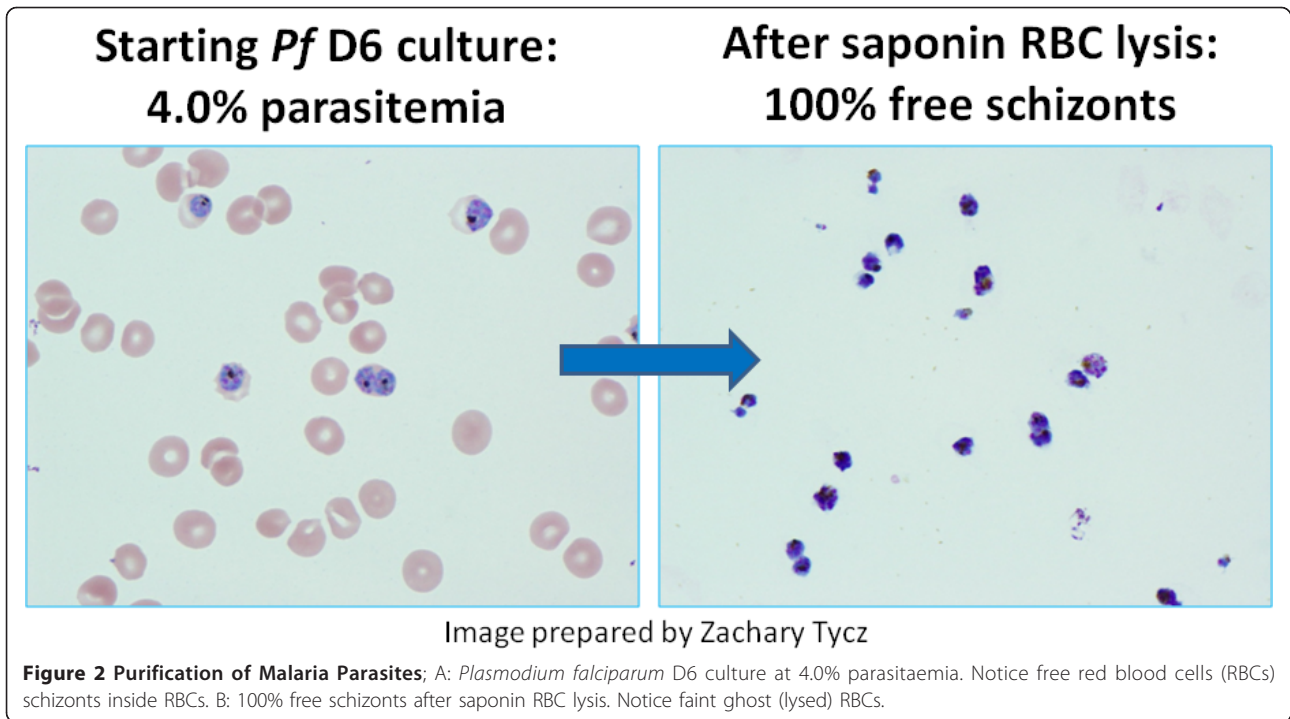 Starting Pf D6 culture:
4.0% parasitemia
After saponin RBC lysis:
100% free schizonts
Image prepared by Zachary Tycz
Figure 2 Purification of Malaria Parasites; A: Plasmodium falciparum D6 culture at 4.0% parasitaemia. Notice free red blood cells (RBCs)
schizonts inside RBCs. B: 100% free schizonts after saponin RBC lysis. Notice faint ghost (lysed) RBCs.